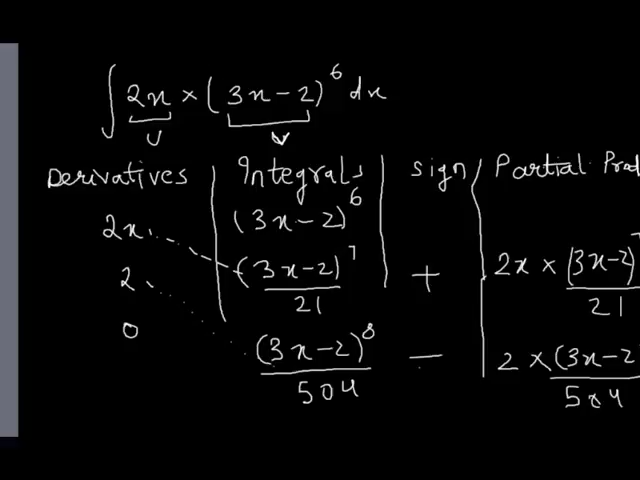 ∫ 2x × (3x-2)^6 dx
U V
Derivatives | Integrals | sign | Partial
2x (3x-2)^6
2 (3x-2)^7/21 + 2x × (3x-2)^7/21
0 (3x-2)^8/504 - 2 × (3x-2/504